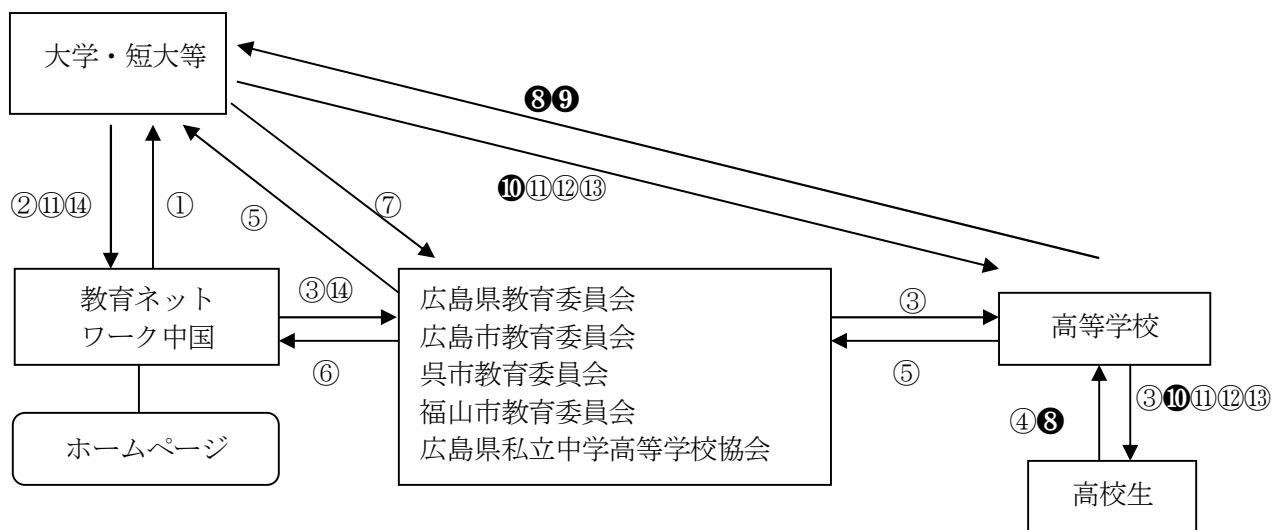 大学・短大等
❽❾
❿⑪⑫⑬
②⑪⑭
①
⑤
⑦
教育ネット
ワーク中国
③⑭
⑥
広島県教育委員会
広島市教育委員会
呉市教育委員会
福山市教育委員会
広島県私立中学高等学校協会
③
⑤
高等学校
③❿⑪⑫⑬
④❽
ホームページ
高校生